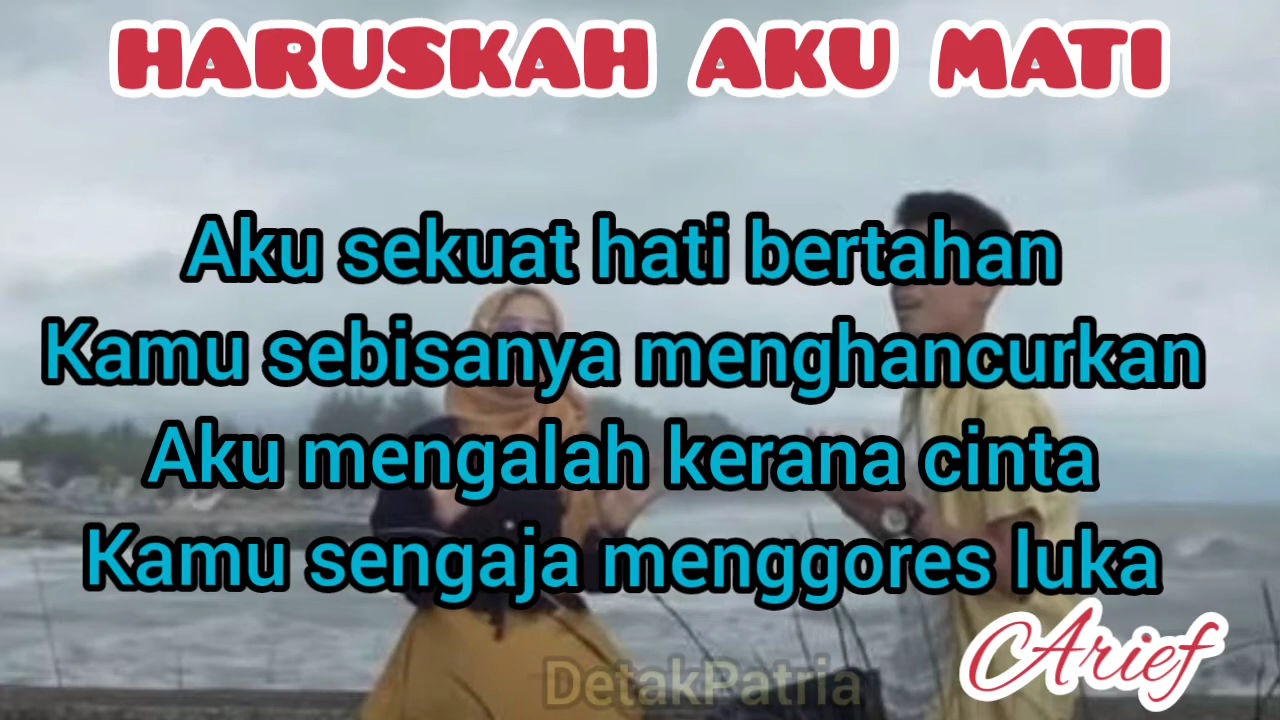 HARUSKAH AKU MATI
Aku sekuat hati bertahan
Kamu sebisanya menghancurkan
Aku mengalah kerana cinta
Kamu sengaja menggores luka
Arief
DetakPatria